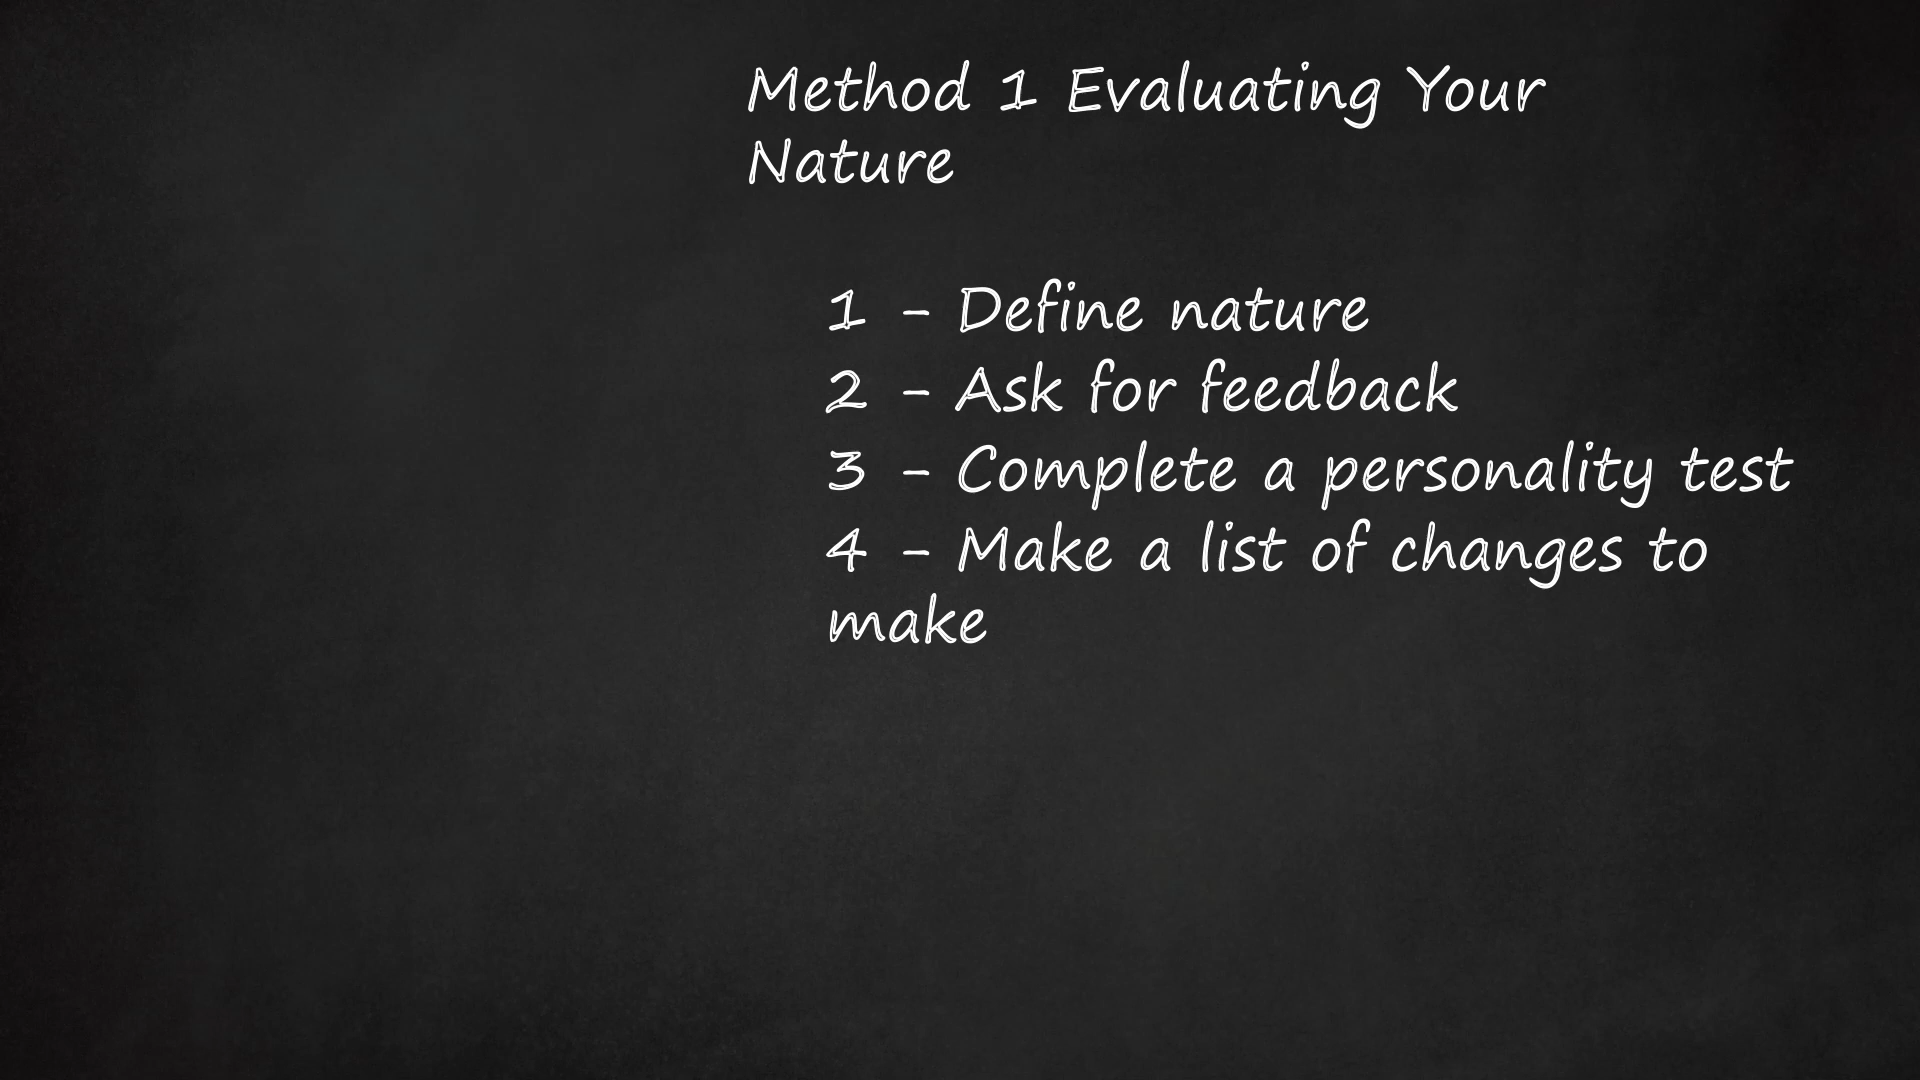 Method 1 Evaluating Your
Nature
1 - Define nature
2 - Ask for feedback
3 - Complete a personality test
4 - Make a list of changes to
make